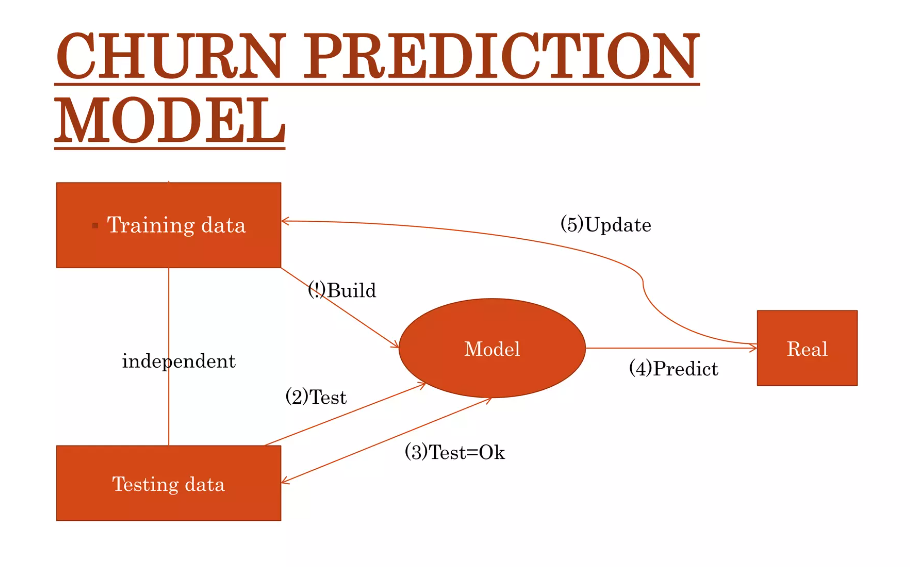 CHURN PREDICTION
MODEL
▪ Training data
(5)Update
(!)Build
Model
Real
independent
(4)Predict
(2)Test
(3)Test=Ok
Testing data